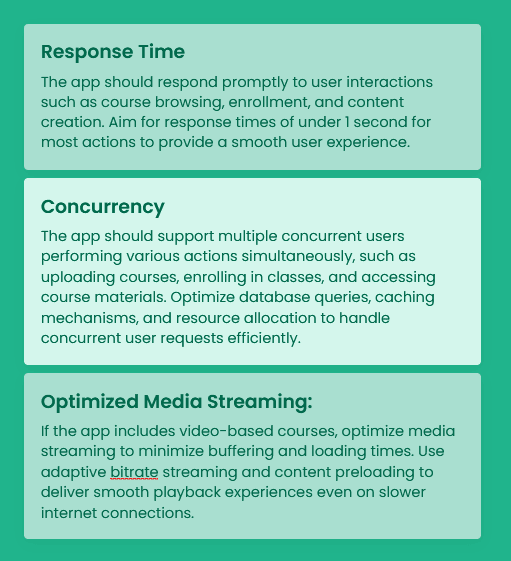 Response Time
The app should respond promptly to user interactions
such as course browsing, enrollment, and content
creation. Aim for response times of under 1 second for
most actions to provide a smooth user experience.
Concurrency
The app should support multiple concurrent users
performing various actions simultaneously, such as
uploading courses, enrolling in classes, and accessing
course materials. Optimize database queries, caching
mechanisms, and resource allocation to handle
concurrent user requests efficiently.
Optimized Media Streaming:
If the app includes video-based courses, optimize media
streaming to minimize buffering and loading times. Use
adaptive bitrate streaming and content preloading to
deliver smooth playback experiences even on slower
internet connections.